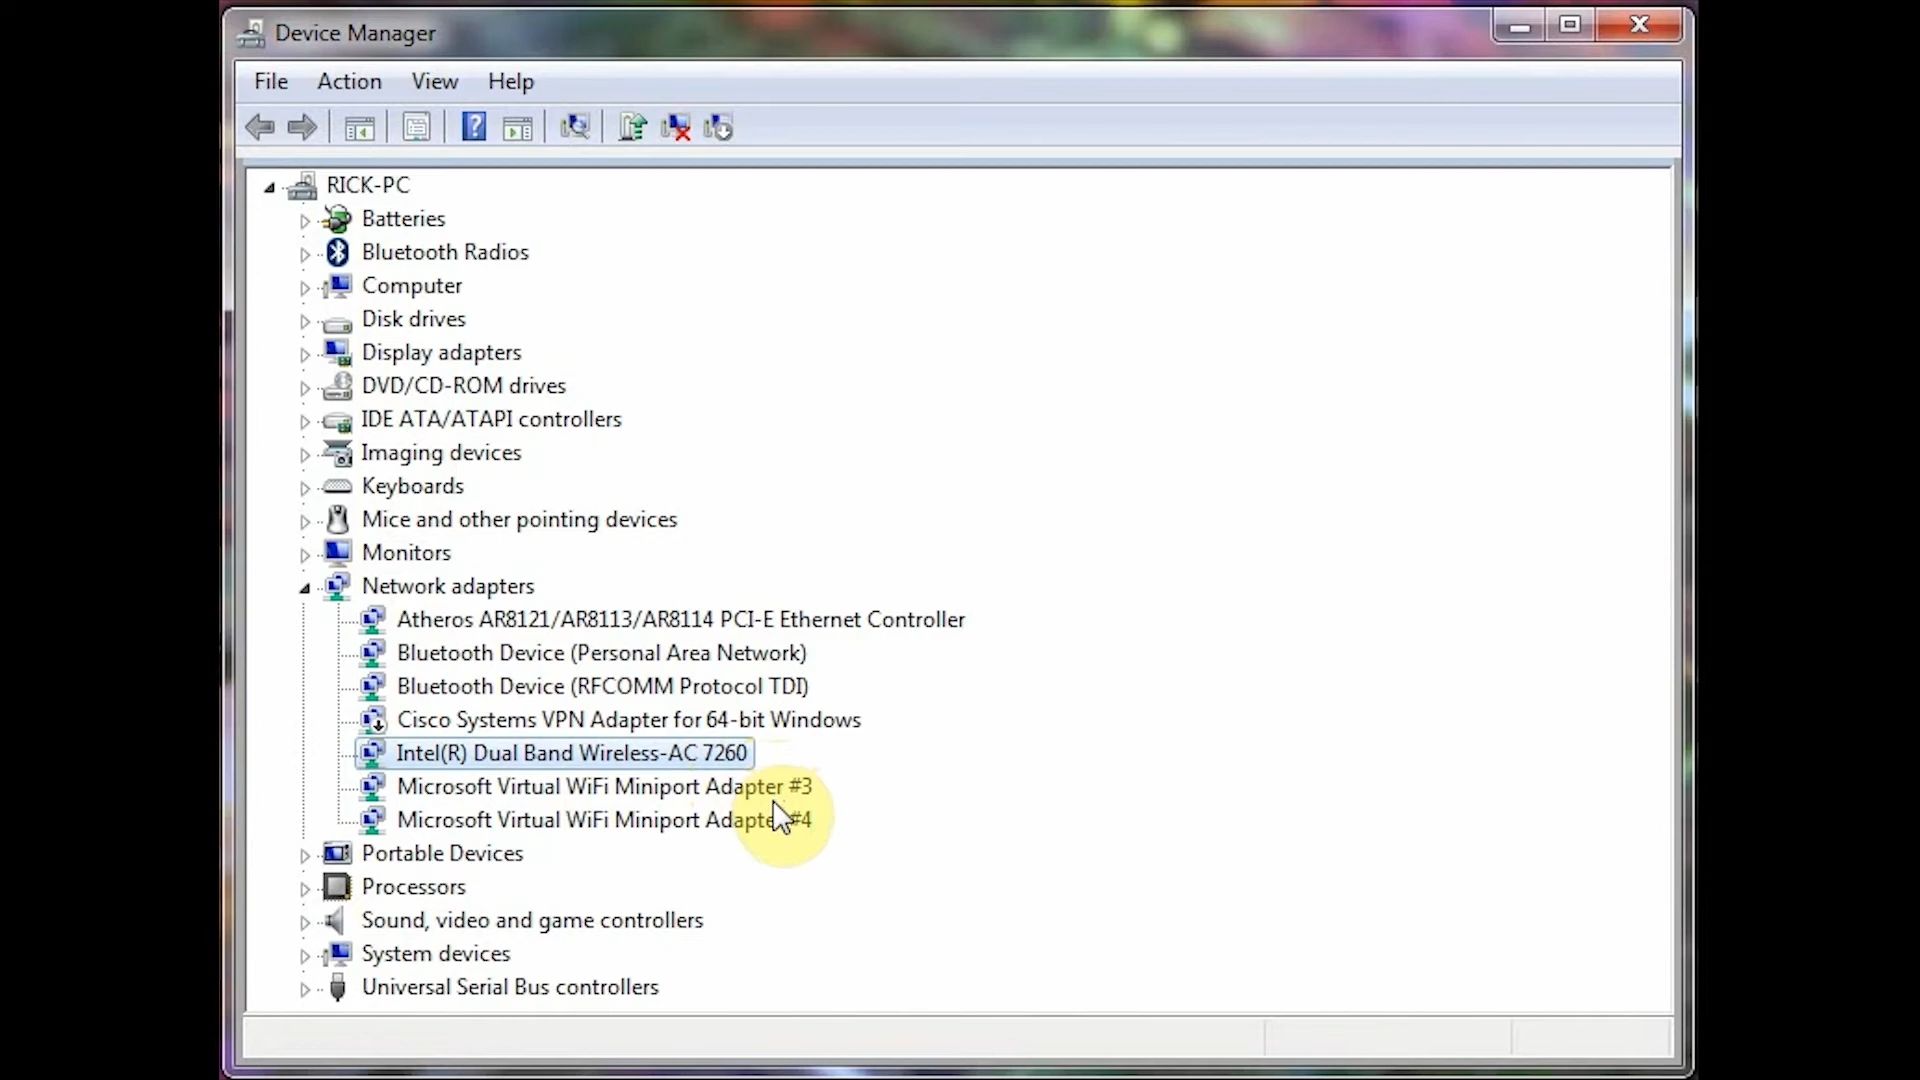 Device Manager
File Action View Help
RICK-PC
Batteries
Bluetooth Radios
Computer
Disk drives
Display adapters
DVD/CD-ROM drives
IDE ATA/ATAPI controllers
Imaging devices
Keyboards
Mice and other pointing devices
Monitors
Network adapters
Atheros AR8121/AR8113/AR8114 PCI-E Ethernet Controller
Bluetooth Device (Personal Area Network)
Bluetooth Device (RFCOMM Protocol TDI)
Cisco Systems VPN Adapter for 64-bit Windows
Intel(R) Dual Band Wireless-AC 7260
Microsoft Virtual WiFi Miniport Adapter #3
Microsoft Virtual WiFi Miniport Adapter #4
Portable Devices
Processors
Sound, video and game controllers
System devices
Universal Serial Bus controllers